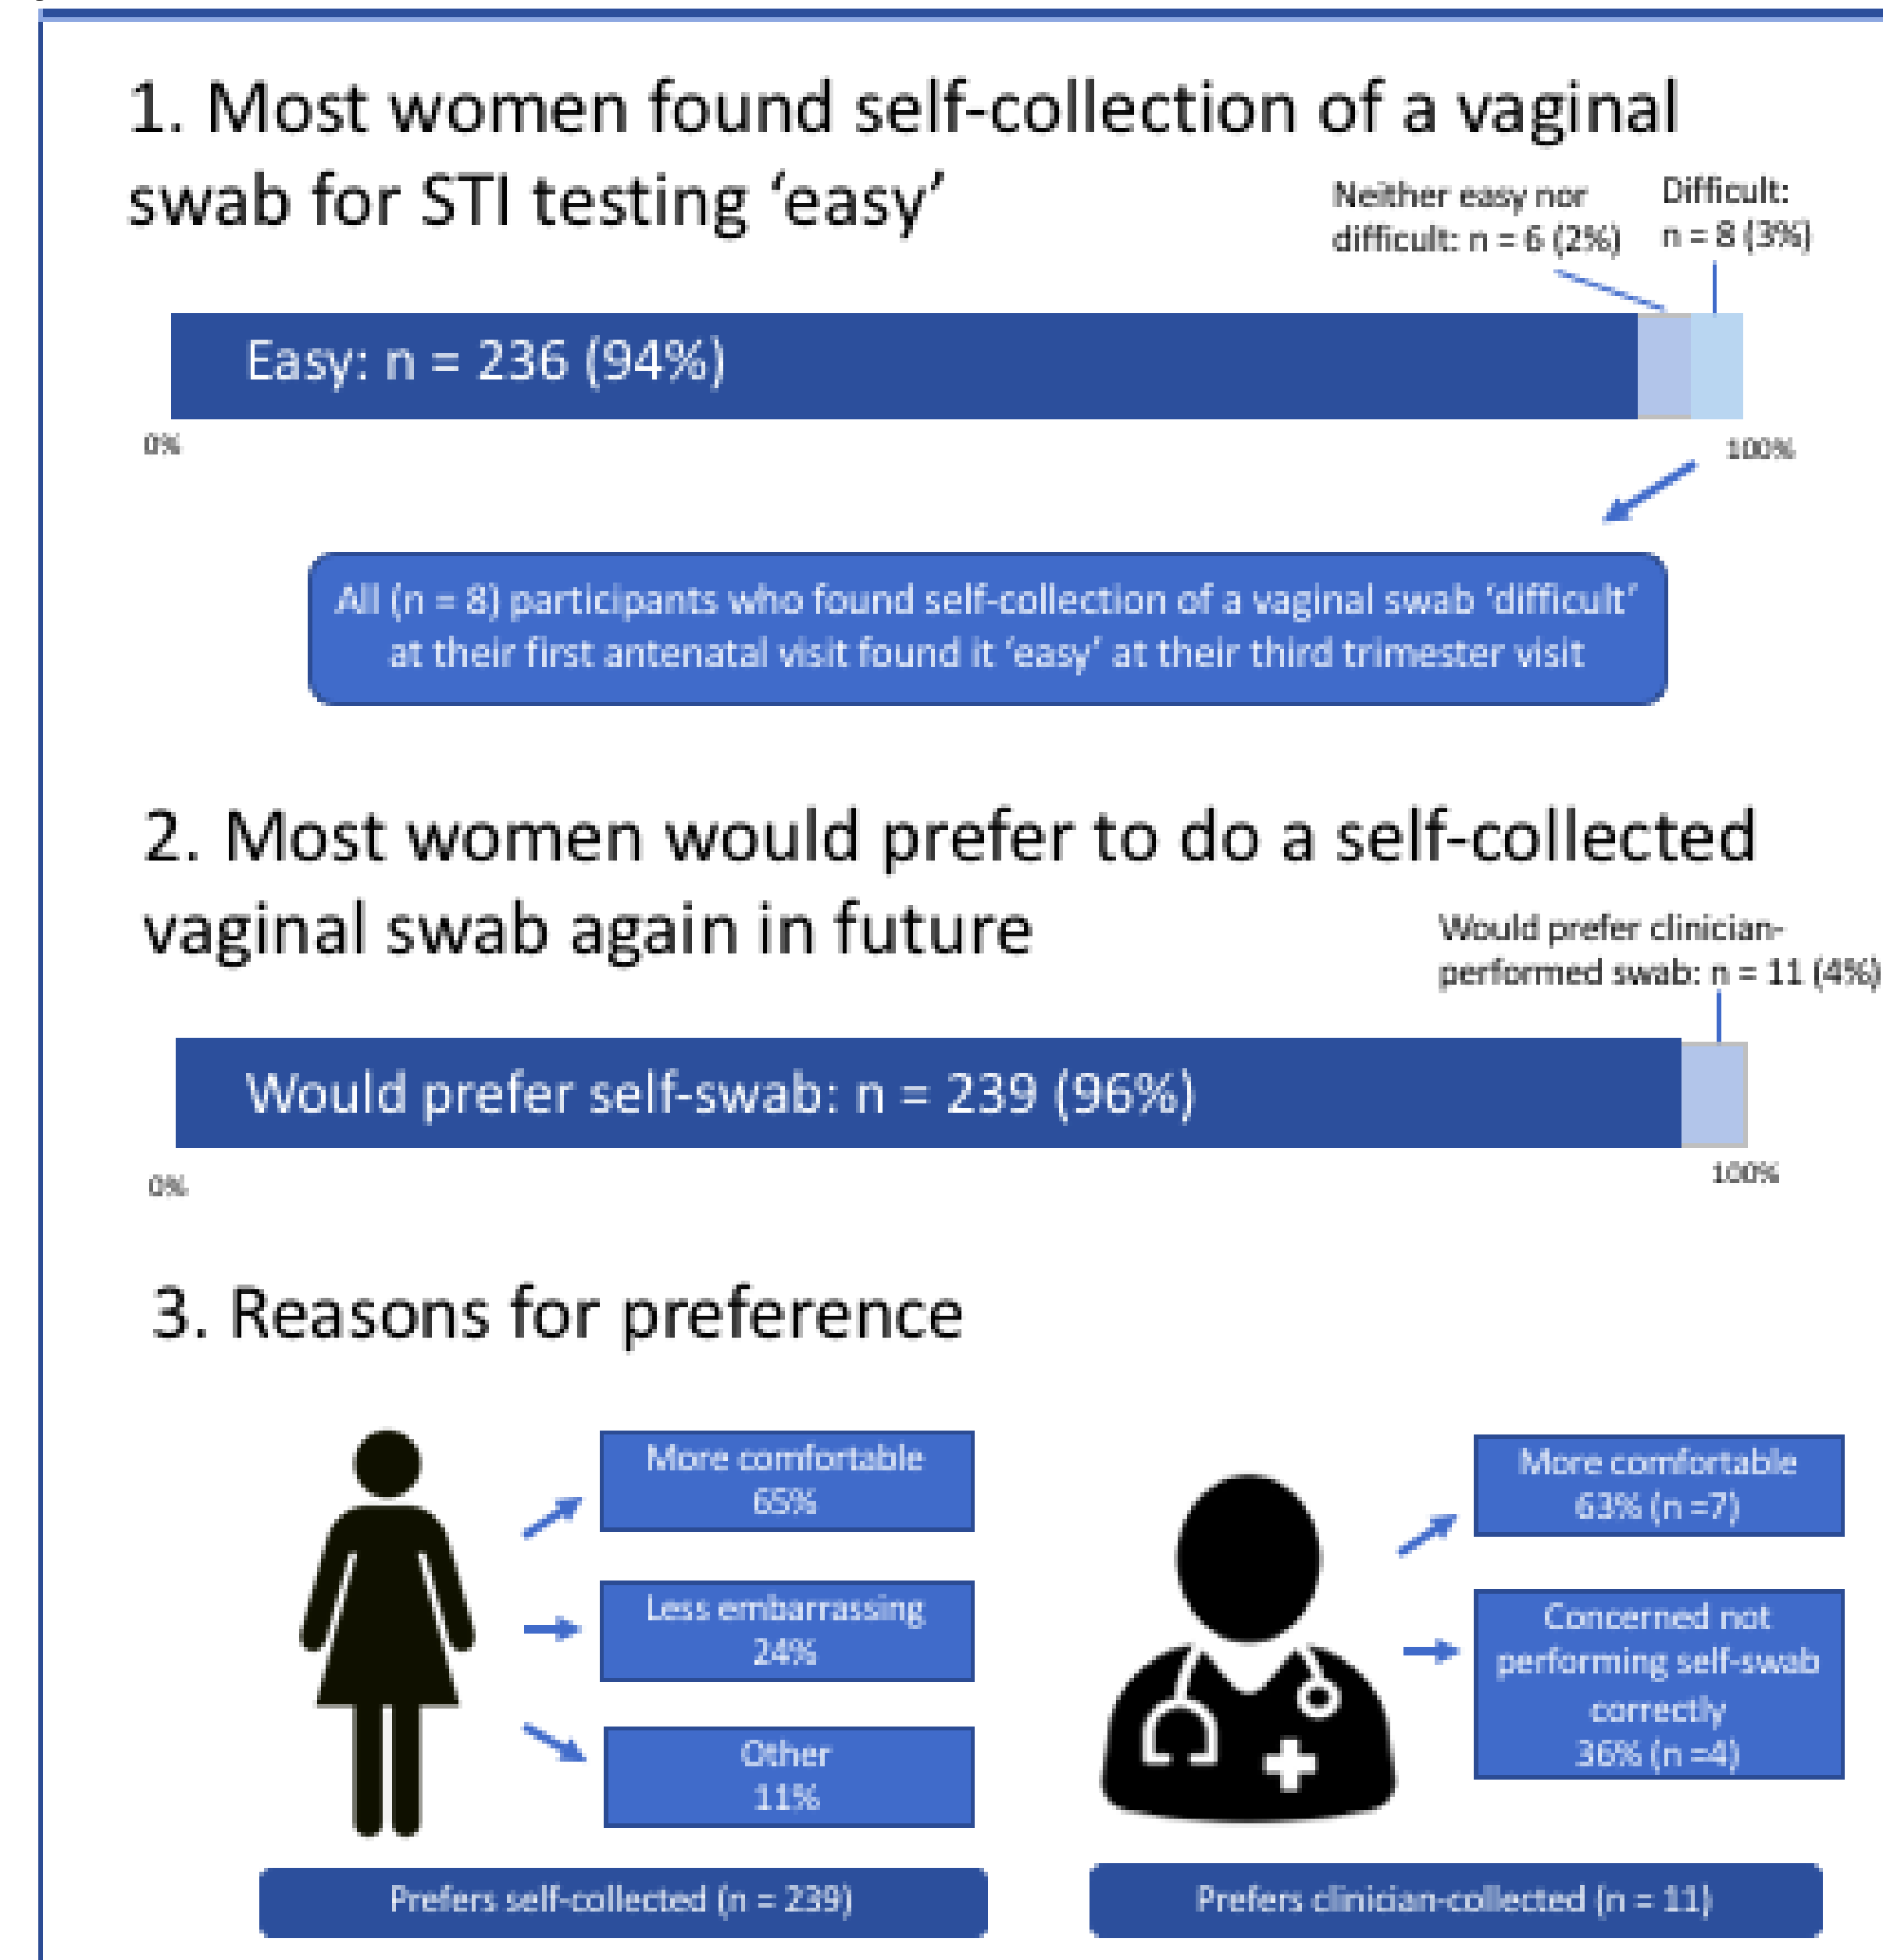 1. Most women found self-collection of a vaginal
swab for STI testing ‘easy’
Neither easy nor
difficult: n = 6 (2%)
Difficult:
n = 8 (3%)
Easy: n = 236 (94%)
0%
100%
All (n = 8) participants who found self-collection of a vaginal swab ‘difficult’
at their first antenatal visit found it ‘easy’ at their third trimester visit
2. Most women would prefer to do a self-collected
vaginal swab again in future
Would prefer clinician-
performed swab: n = 11 (4%)
Would prefer self-swab: n = 239 (96%)
0%
100%
3. Reasons for preference
More comfortable
65%
Less embarrassing
24%
Other
11%
Prefers self-collected (n = 239)
More comfortable
63% (n =7)
Concerned not
performing self-swab
correctly
36% (n =4)
Prefers clinician-collected (n = 11)